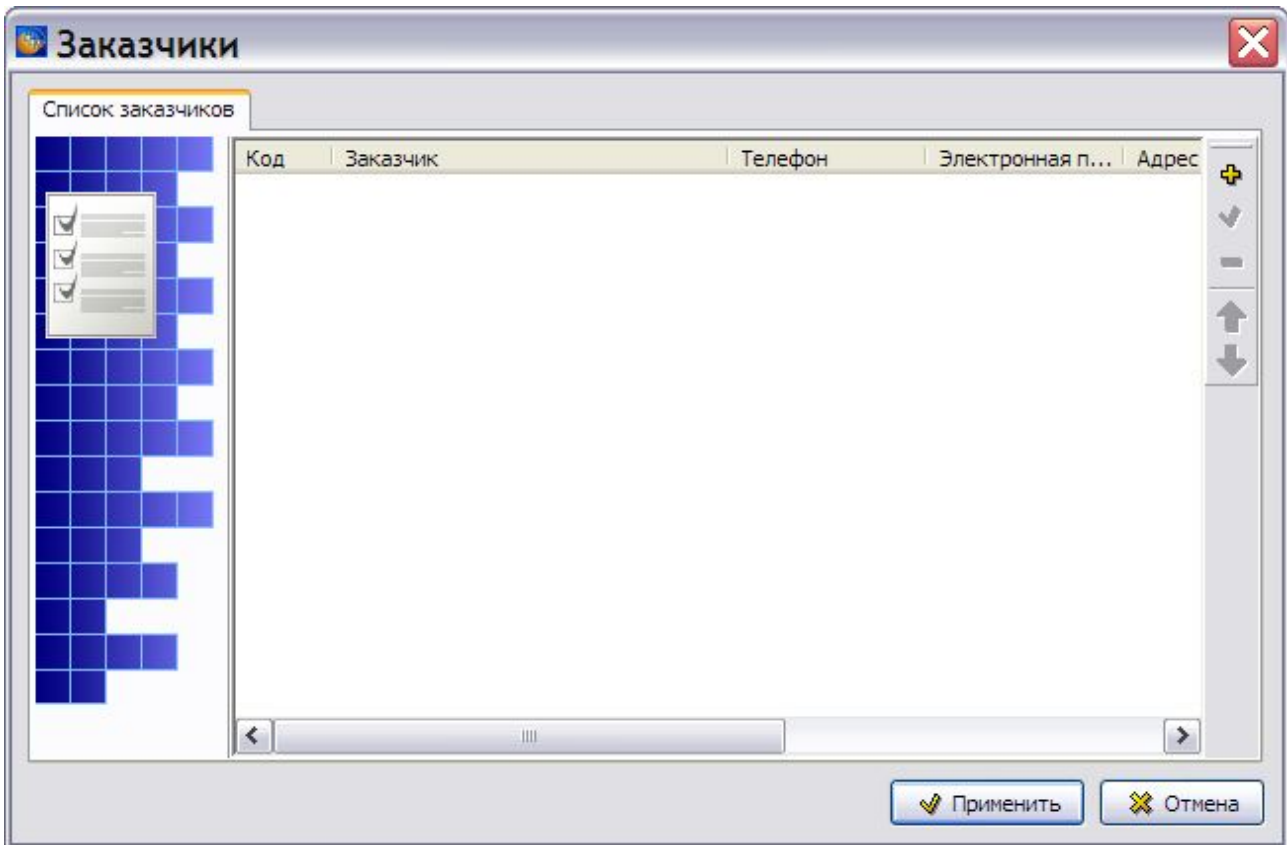 Заказчики
Список заказчиков
Код Заказчик Телефон Электронная п... Адрес
Применить Отмена